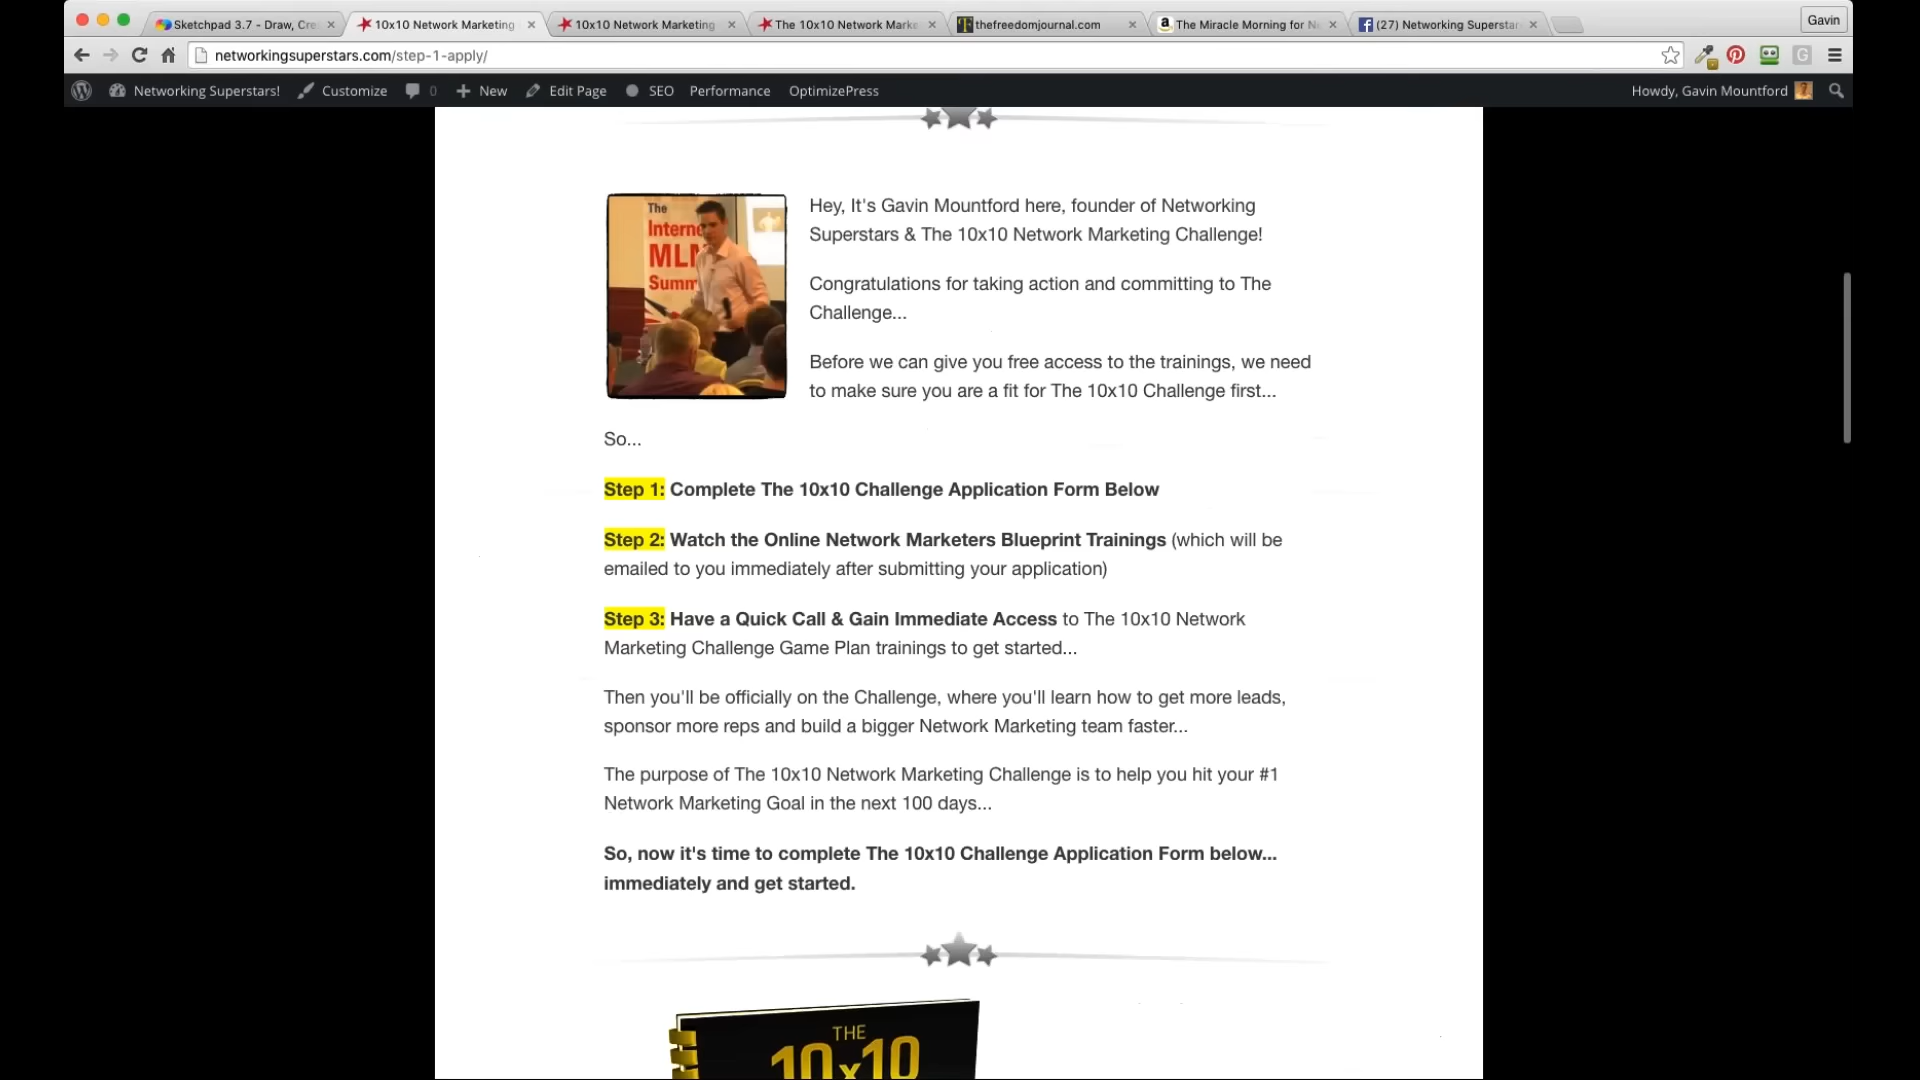 Sketchpad 3.7 - Draw, Cre
10x10 Network Marketing
10x10 Network Marketing
The 10x10 Network Marke
thefreedomjournal.com
The Miracle Morning for Ne
(27) Networking Superstar
Gavin
networkingsuperstars.com/step-1-apply/
Networking Superstars!
Customize
0
New
Edit Page
SEO
Performance
OptimizePress
Howdy, Gavin Mountford
The
Interne
MLM
Summ
Hey, It's Gavin Mountford here, founder of Networking
Superstars & The 10x10 Network Marketing Challenge!
Congratulations for taking action and committing to The
Challenge...
Before we can give you free access to the trainings, we need
to make sure you are a fit for The 10x10 Challenge first...
So...
Step 1: Complete The 10x10 Challenge Application Form Below
Step 2: Watch the Online Network Marketers Blueprint Trainings (which will be
emailed to you immediately after submitting your application)
Step 3: Have a Quick Call & Gain Immediate Access to The 10x10 Network
Marketing Challenge Game Plan trainings to get started...
Then you'll be officially on the Challenge, where you'll learn how to get more leads,
sponsor more reps and build a bigger Network Marketing team faster...
The purpose of The 10x10 Network Marketing Challenge is to help you hit your #1
Network Marketing Goal in the next 100 days...
So, now it's time to complete The 10x10 Challenge Application Form below...
immediately and get started.
THE
10x10